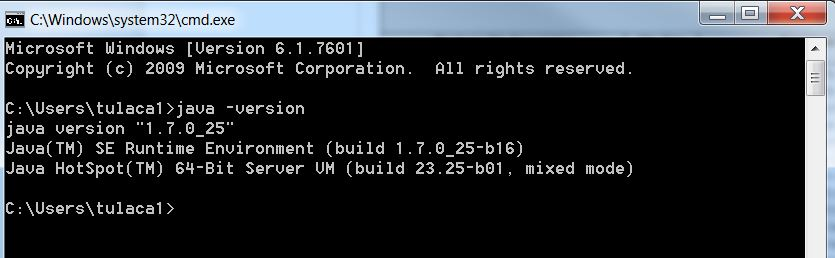 C:\Windows\system32\cmd.exe
Microsoft Windows [Version 6.1.7601]
Copyright (c) 2009 Microsoft Corporation.  All rights reserved.
C:\Users\tulaca1>java -version
java version "1.7.0_25"
Java(TM) SE Runtime Environment (build 1.7.0_25-b16)
Java HotSpot(TM) 64-Bit Server VM (build 23.25-b01, mixed mode)
C:\Users\tulaca1>